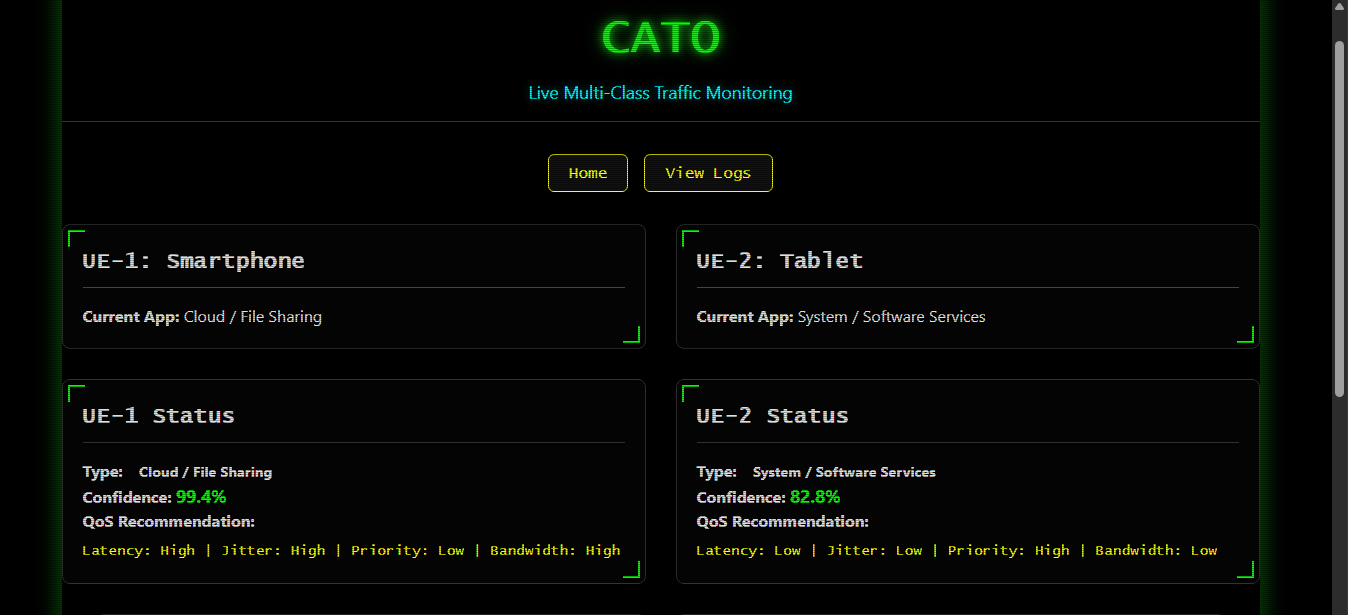 CATO
Live Multi-Class Traffic Monitoring
Home
View Logs
UE-1: Smartphone
Current App: Cloud / File Sharing
UE-2: Tablet
Current App: System / Software Services
UE-1 Status
Type: Cloud / File Sharing
Confidence: 99.4%
QoS Recommendation:
Latency: High | Jitter: High | Priority: Low | Bandwidth: High
UE-2 Status
Type: System / Software Services
Confidence: 82.8%
QoS Recommendation:
Latency: Low | Jitter: Low | Priority: High | Bandwidth: Low